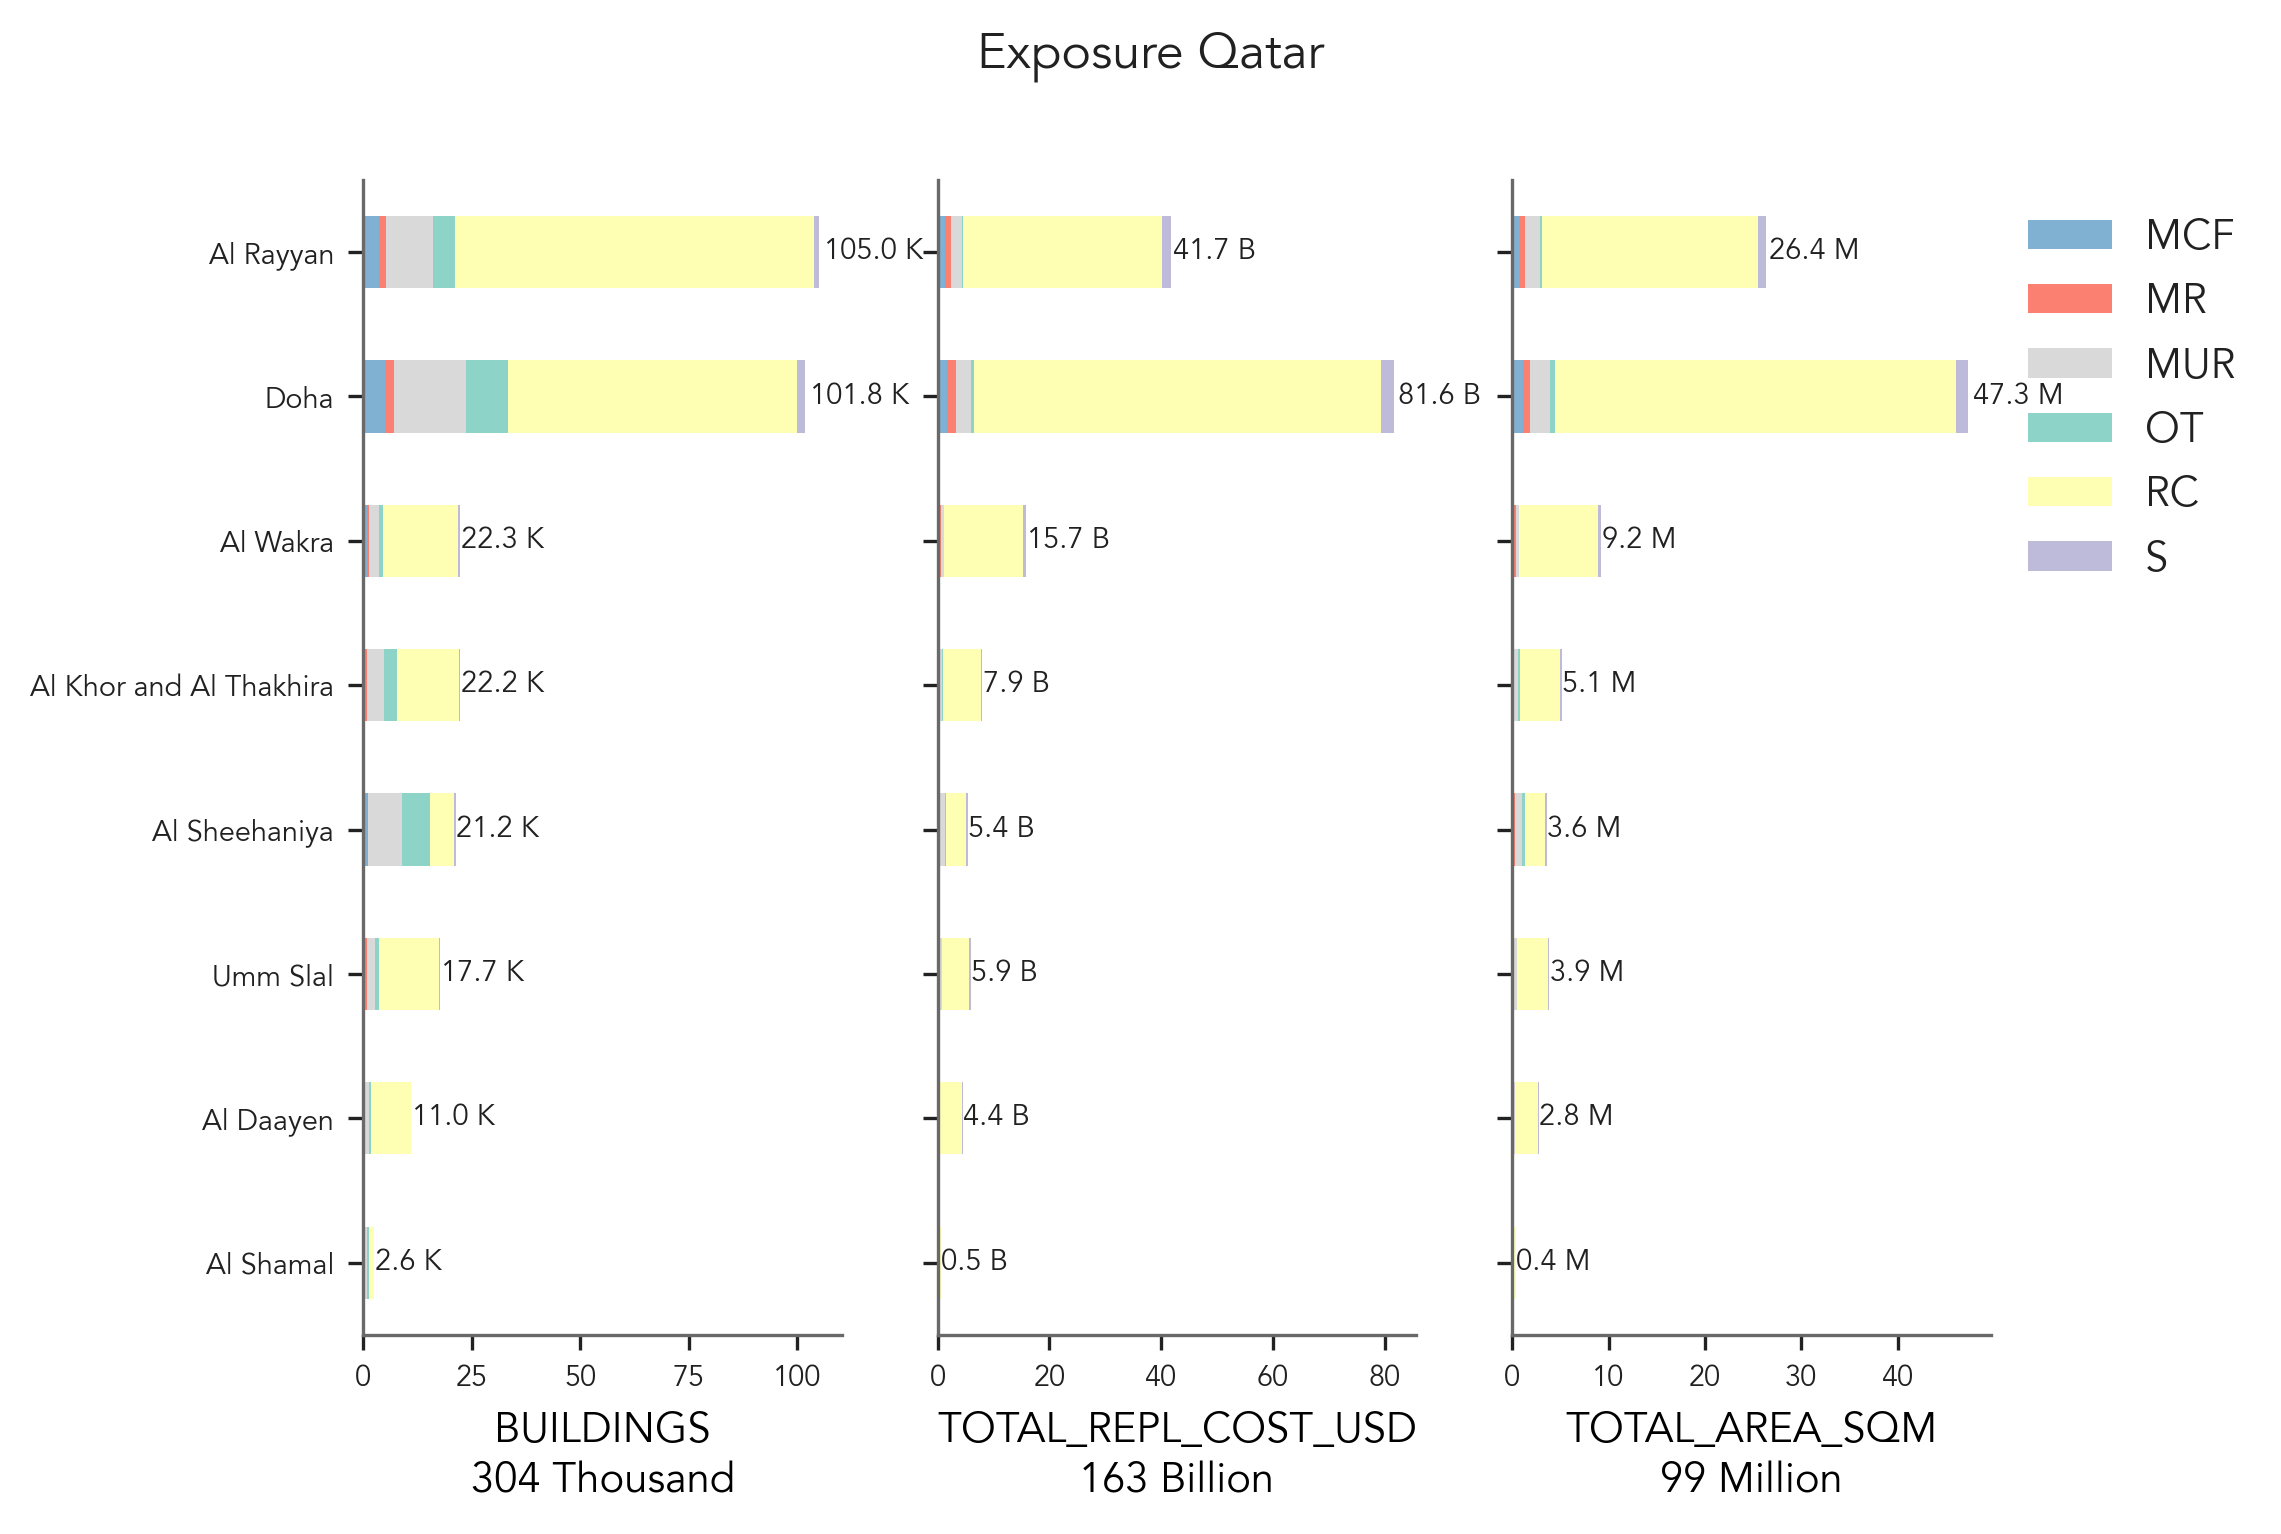 Exposure Qatar
Al Rayyan 105.0 K 41.7 B 26.4 M
Doha 101.8 K 81.6 B 47.3 M
Al Wakra 22.3 K 15.7 B 9.2 M
Al Khor and Al Thakhira 22.2 K 7.9 B 5.1 M
Al Sheehaniya 21.2 K 5.4 B 3.6 M
Umm Slal 17.7 K 5.9 B 3.9 M
Al Daayen 11.0 K 4.4 B 2.8 M
Al Shamal 2.6 K 0.5 B 0.4 M
0 25 50 75 100 0 20 40 60 80 0 10 20 30 40
BUILDINGS TOTAL_REPL_COST_USD TOTAL_AREA_SQM
304 Thousand 163 Billion 99 Million
MCF
MR
MUR
OT
RC
S